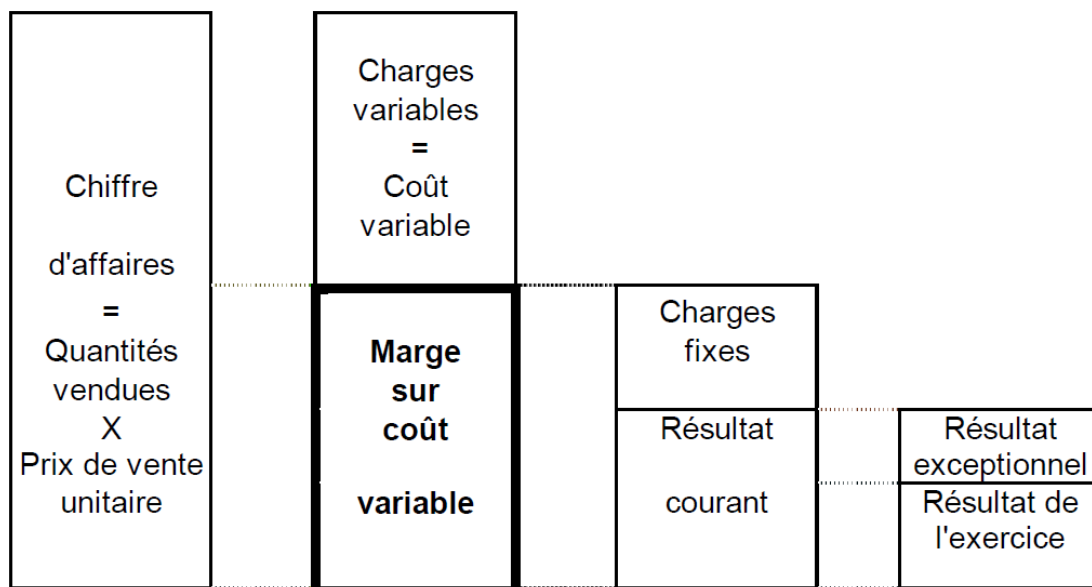 Chiffre
d'affaires
=
Quantités
vendues
X
Prix de vente
unitaire
Charges
variables
=
Coût
variable
Marge
sur
coût
variable
Charges
fixes
Résultat
courant
Résultat
exceptionnel
Résultat de
l'exercice